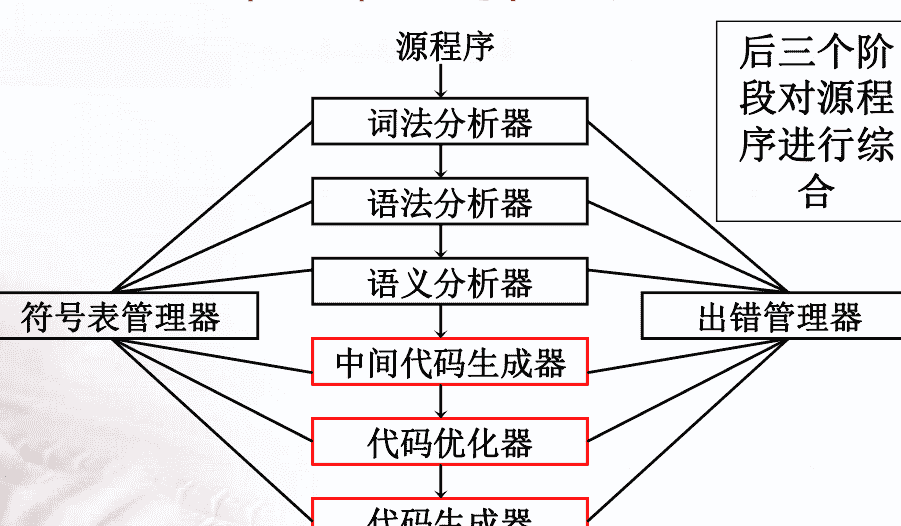 源程序
后三个阶
段对源程
序进行综
合
词法分析器
语法分析器
语义分析器
符号表管理器
出错管理器
中间代码生成器
代码优化器
代码生成器